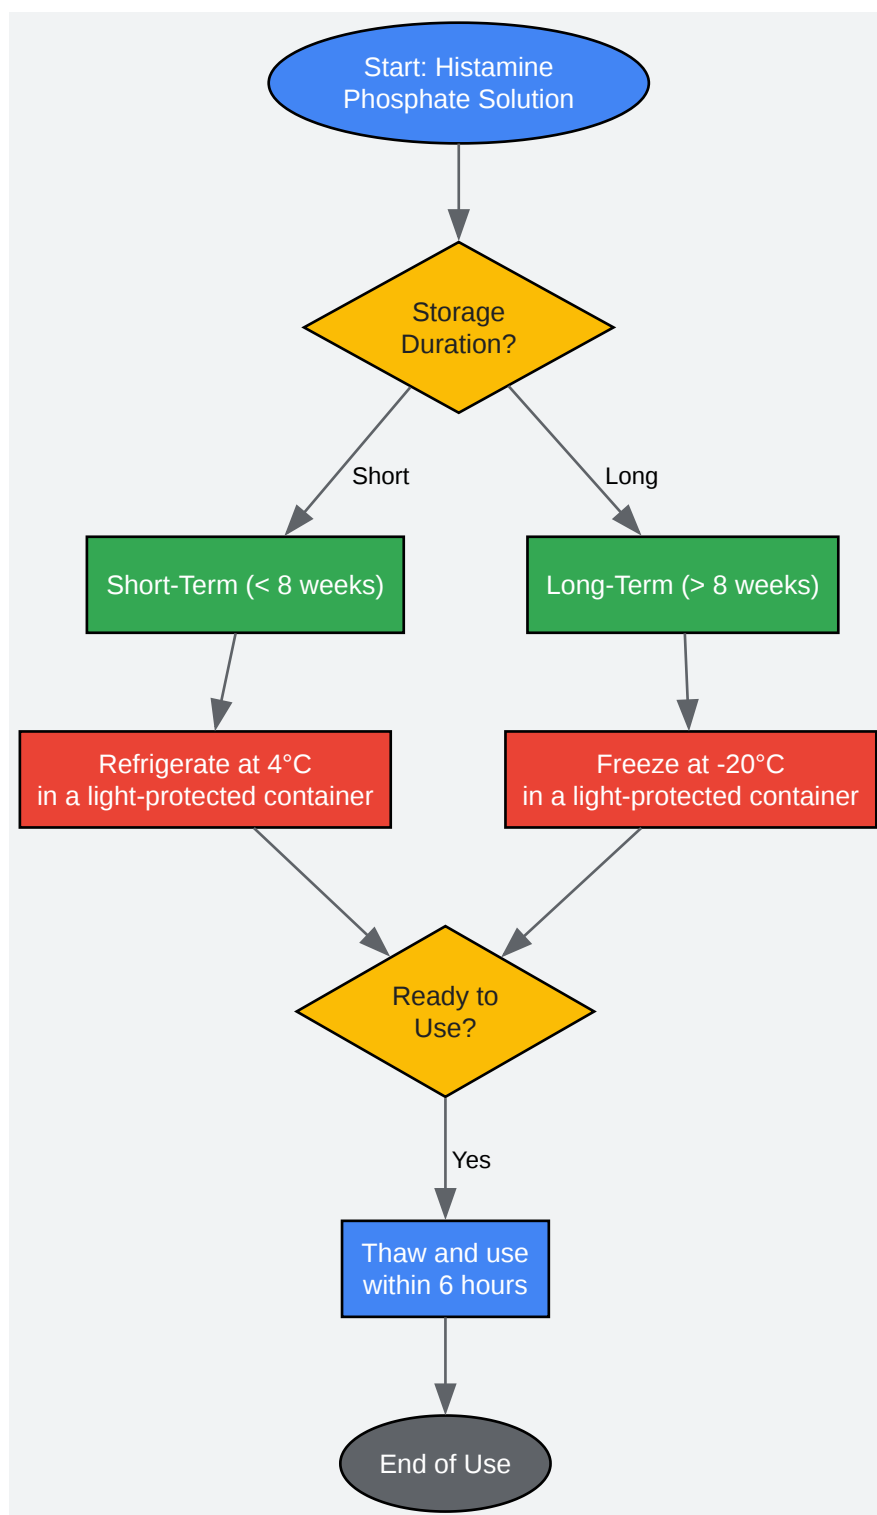 Start: Histamine
Phosphate Solution
Storage
Duration?
Short
Long
Short-Term (< 8 weeks)
Long-Term (> 8 weeks)
Refrigerate at 4°C
in a light-protected container
Freeze at -20°C
in a light-protected container
Ready to
Use?
Yes
Thaw and use
within 6 hours
End of Use